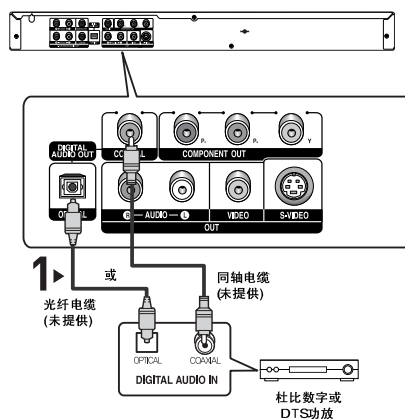 DIGITAL
AUDIO OUT
COMPONENT OUT
Y
R AUDIO L
VIDEO
S-VIDEO
OUT
1
或
光纤电缆
(未提供)
同轴电缆
(未提供)
OPTICAL
COAXIAL
DIGITAL AUDIO IN
杜比数字或
DTS功放